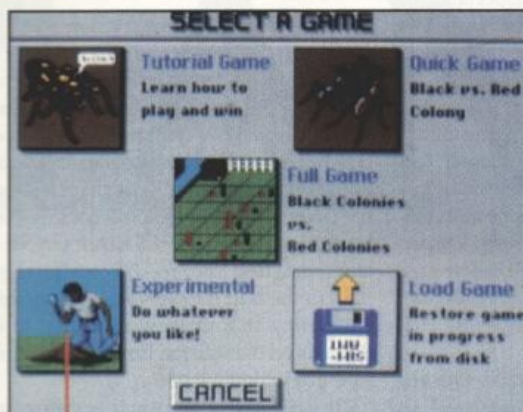 SELECT A GAME
Tutorial Game
Learn how to
play and win
Quick Game
Black vs. Red
Colony
Full Game
Black Colonies
vs.
Red Colonies
Experimental
Do whatever
you like!
Load Game
Restore game
in progress
from disk
CANCEL